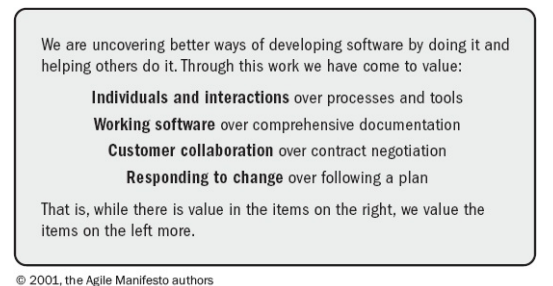 We are uncovering better ways of developing software by doing it and
helping others do it. Through this work we have come to value:
Individuals and interactions over processes and tools
Working software over comprehensive documentation
Customer collaboration over contract negotiation
Responding to change over following a plan
That is, while there is value in the items on the right, we value the
items on the left more.
© 2001, the Agile Manifesto authors